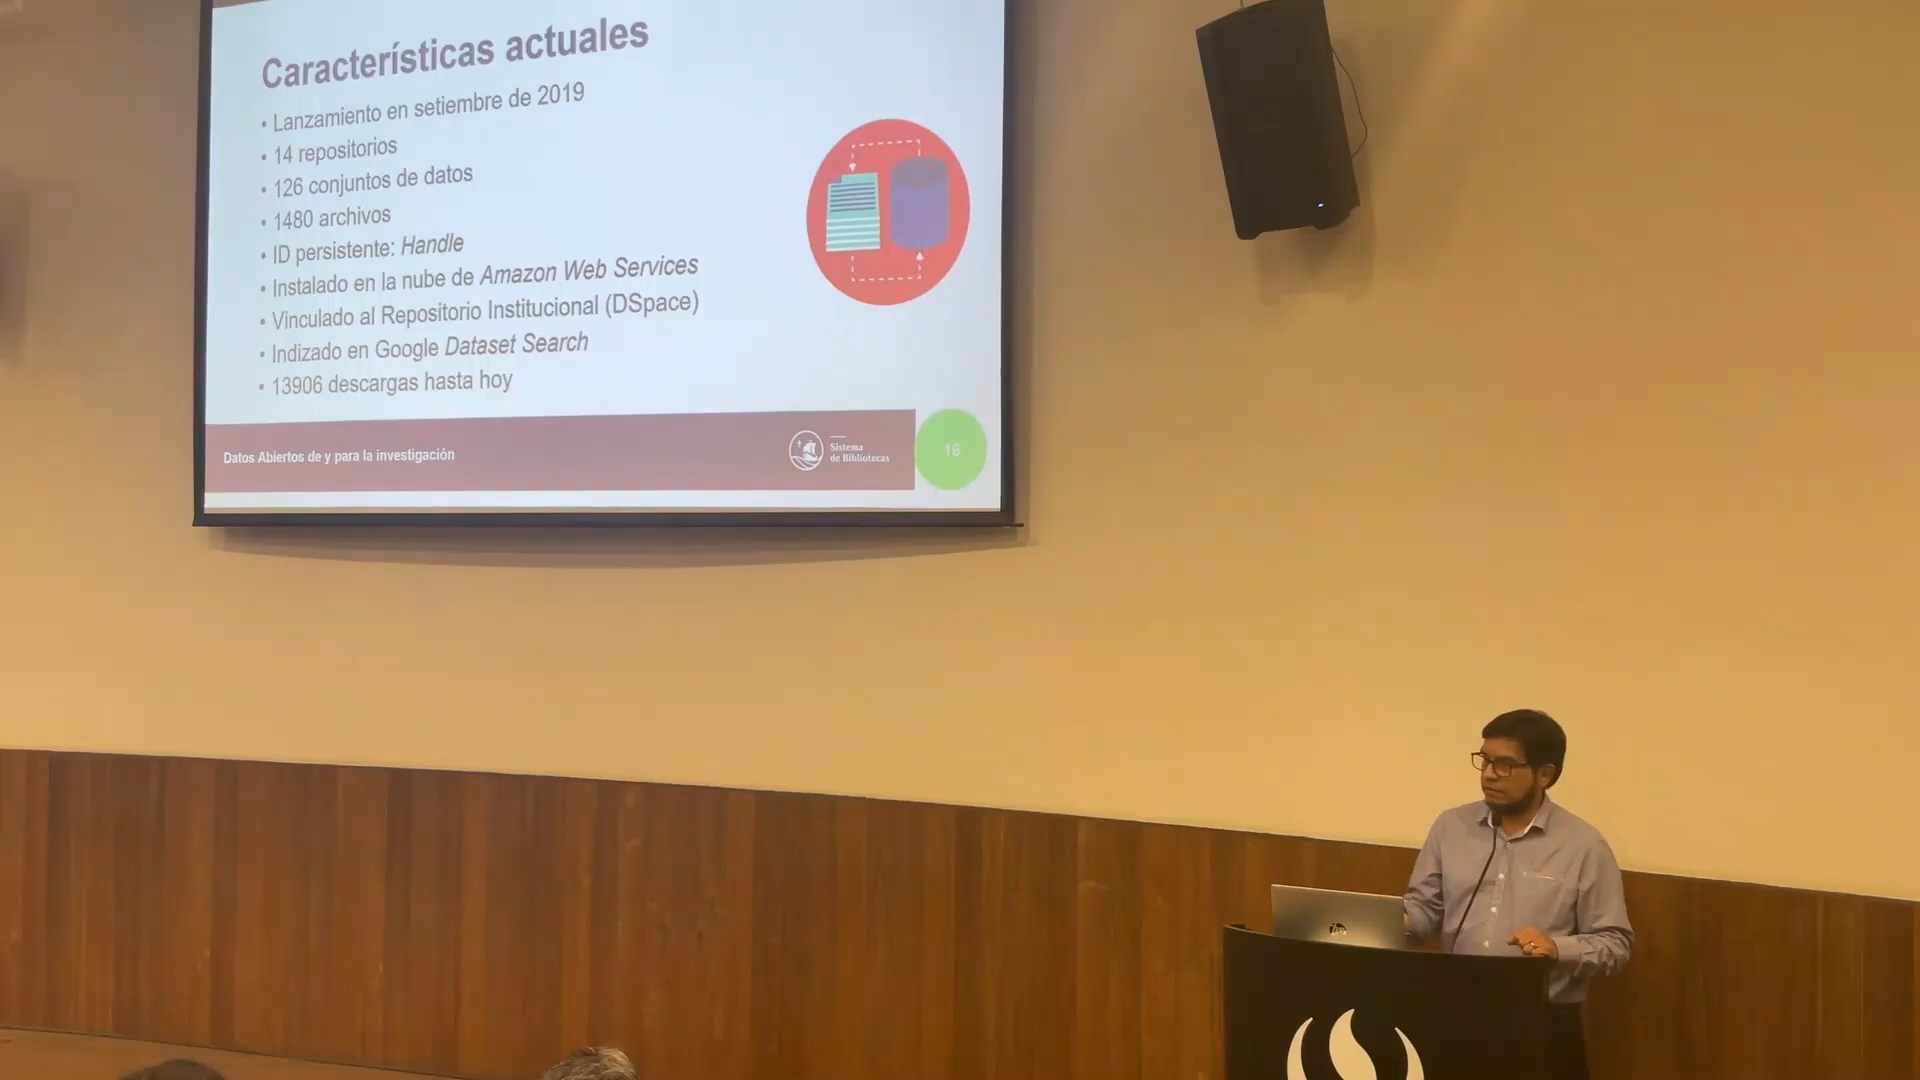 Características actuales
• Lanzamiento en setiembre de 2019
• 14 repositorios
• 126 conjuntos de datos
• 1480 archivos
• ID persistente: Handle
• Instalado en la nube de Amazon Web Services
• Vinculado al Repositorio Institucional (DSpace)
• Indizado en Google Dataset Search
• 13906 descargas hasta hoy
Datos Abiertos de y para la investigación
Sistema
de Bibliotecas
16
hp